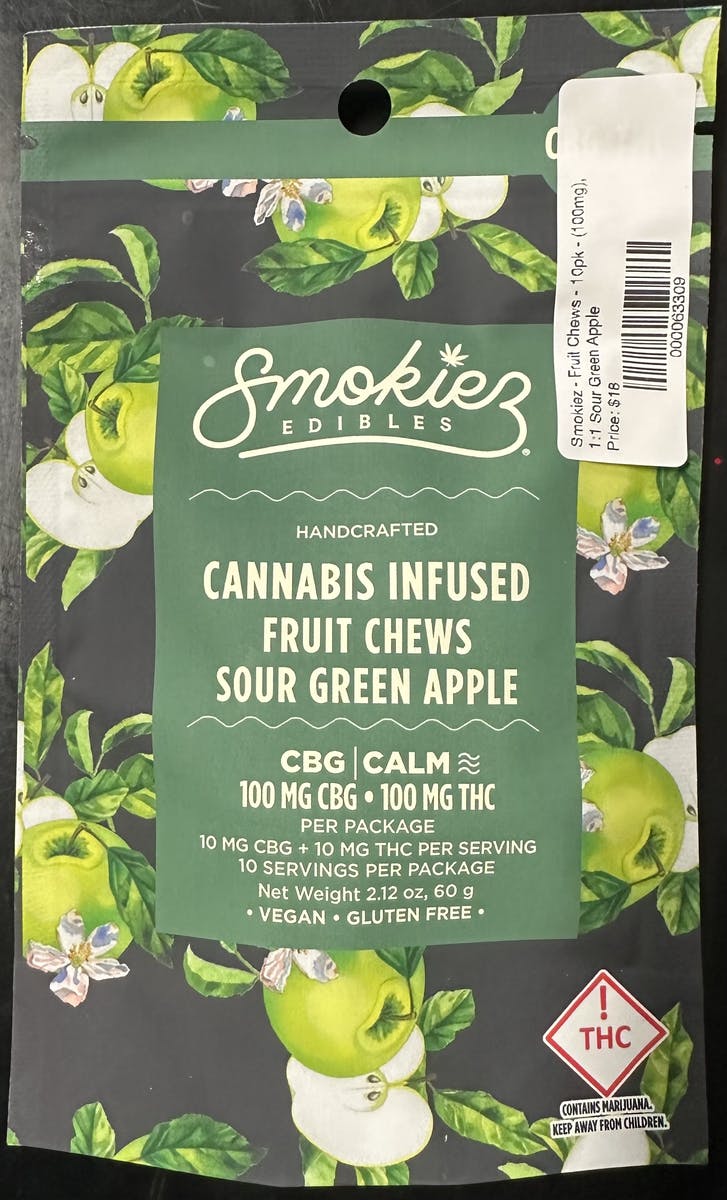 Smokiez
EDIBLES
HANDCRAFTED
CANNABIS INFUSED
FRUIT CHEWS
SOUR GREEN APPLE
CBG | CALM
100 MG CBG • 100 MG THC
PER PACKAGE
10 MG CBG + 10 MG THC PER SERVING
10 SERVINGS PER PACKAGE
Net Weight 2.12 oz, 60 g
• VEGAN • GLUTEN FREE •
Smokiez - Fruit Chews - 10pk - (100mg),
1:1 Sour Green Apple
Price: $18
000063309
!
THC
CONTAINS MARIJUANA.
KEEP AWAY FROM CHILDREN.